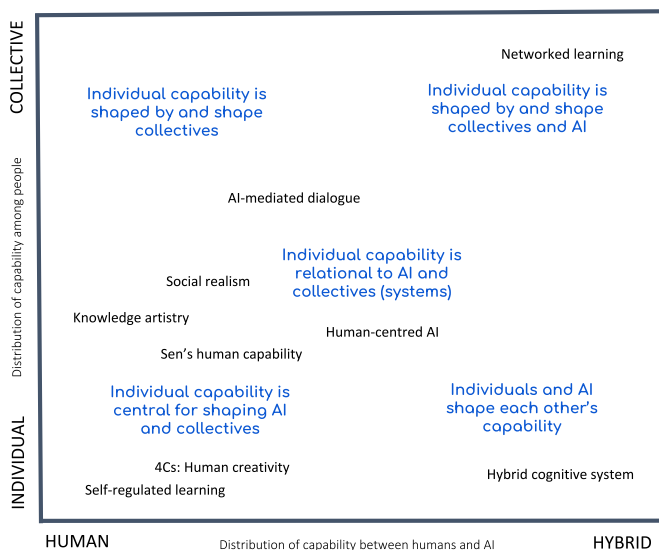 COLLECTIVE
Networked learning
Individual capability is
shaped by and shape
collectives
Individual capability is
shaped by and shape
collectives and AI
Distribution of capability among people
AI-mediated dialogue
Individual capability is
relational to AI and
collectives (systems)
Social realism
Knowledge artistry
Human-centred AI
Sen's human capability
Individual capability is
central for shaping AI
and collectives
Individuals and AI
shape each other's
capability
INDIVIDUAL
4Cs: Human creativity
Self-regulated learning
Hybrid cognitive system
HUMAN
Distribution of capability between humans and AI
HYBRID